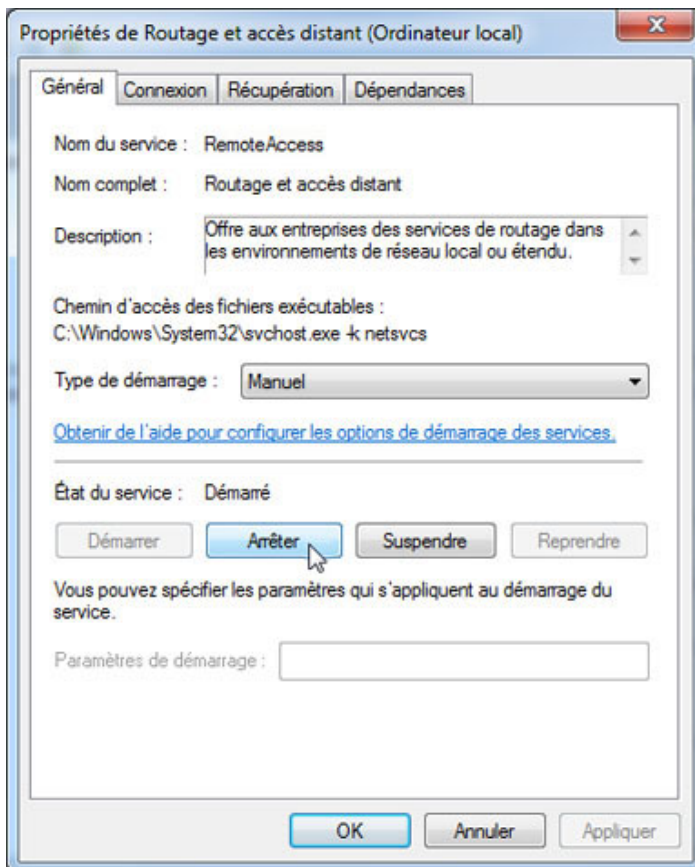 Propriétés de Routage et accès distant (Ordinateur local)
Général Connexion Récupération Dépendances
Nom du service : RemoteAccess
Nom complet : Routage et accès distant
Description : Offre aux entreprises des services de routage dans
les environnements de réseau local ou étendu.
Chemin d'accès des fichiers exécutables :
C:\Windows\System32\svchost.exe -k netsvcs
Type de démarrage : Manuel
Obtenir de l'aide pour configurer les options de démarrage des services.
État du service : Démarré
Démarrer Arrêter Suspendre Reprendre
Vous pouvez spécifier les paramètres qui s'appliquent au démarrage du
service.
Paramètres de démarrage :
OK Annuler Appliquer